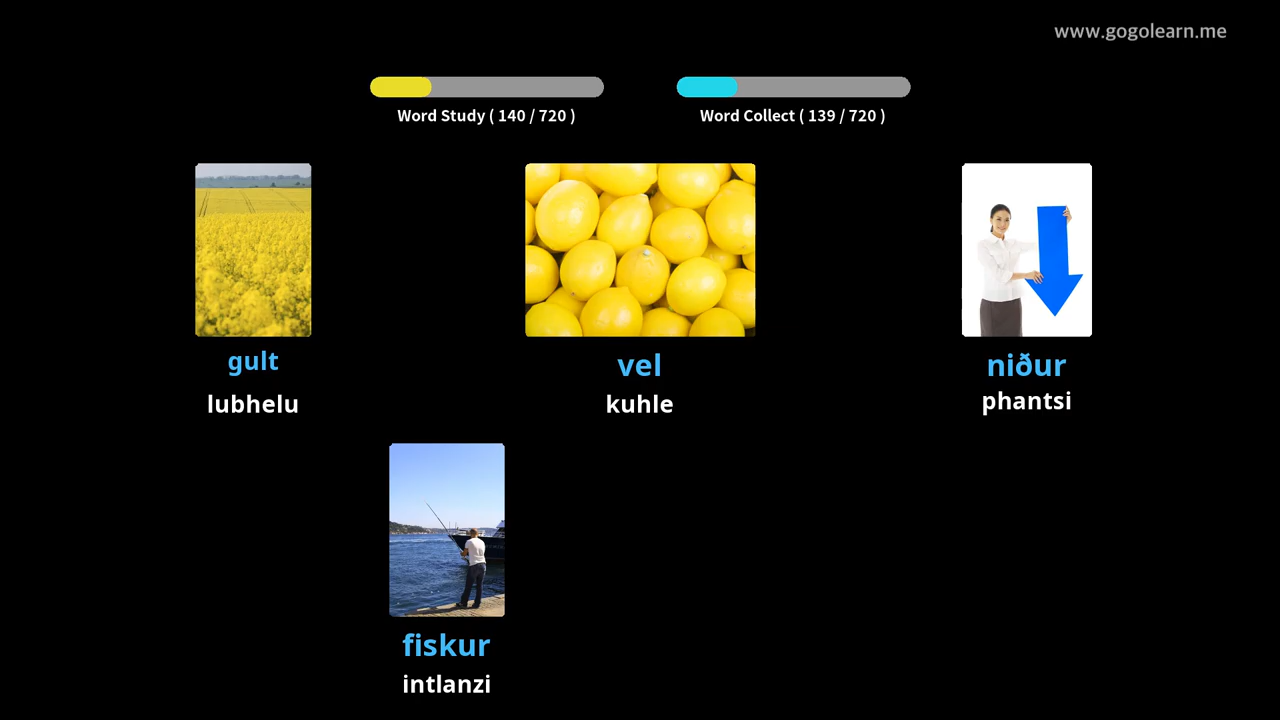 www.gogolearn.me
Word Study ( 140 / 720 )
Word Collect ( 139 / 720 )
gult
lubhelu
vel
kuhle
niður
phantsi
fiskur
intlanzi